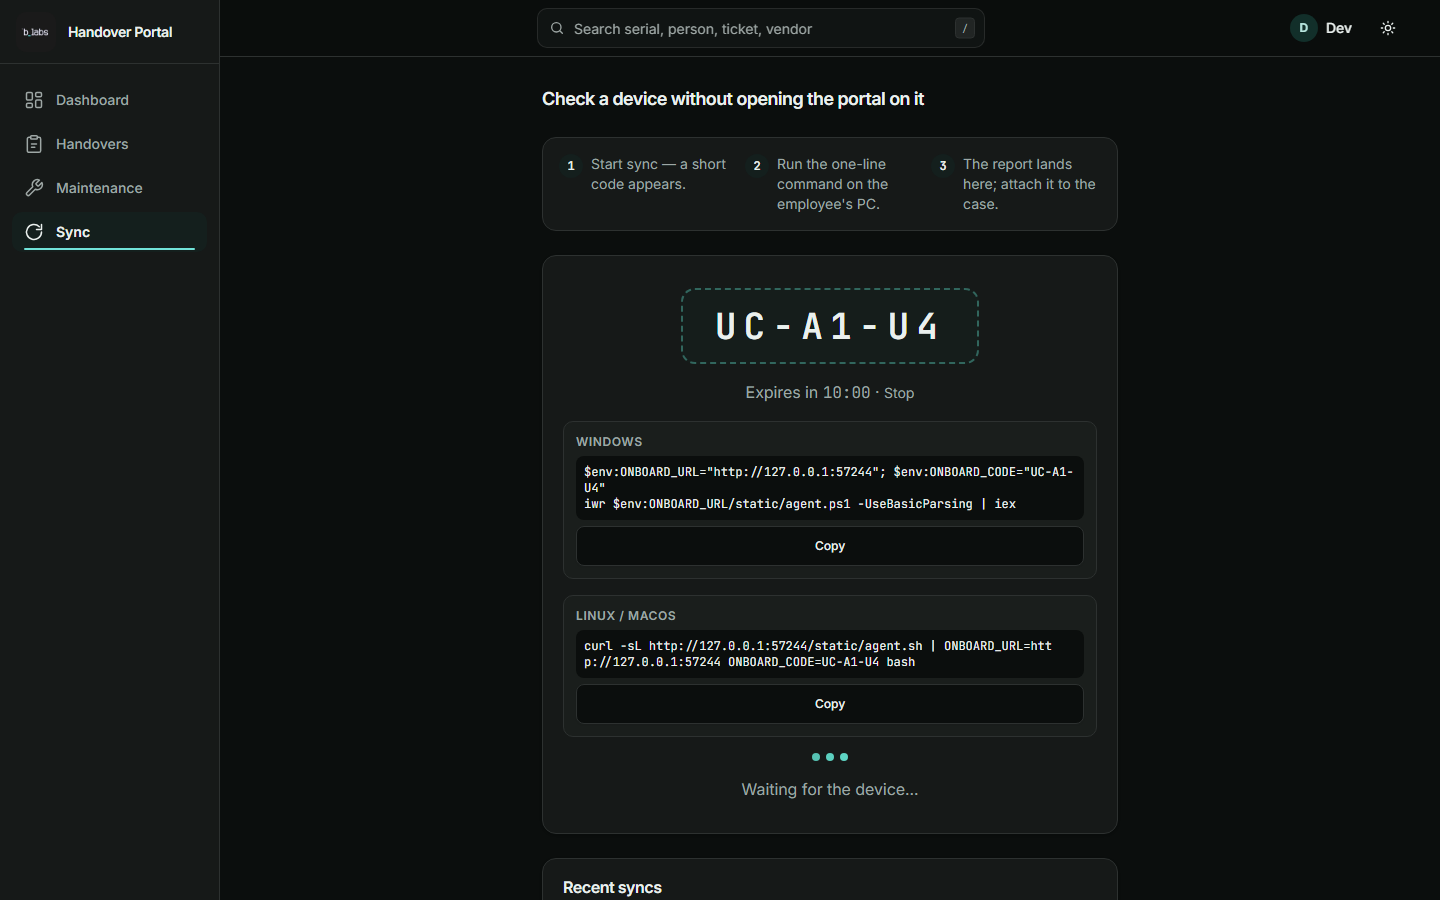 b_labs
Handover Portal
Search serial, person, ticket, vendor
/
D
Dev
Dashboard
Handovers
Maintenance
Sync
Check a device without opening the portal on it
1
Start sync — a short
code appears.
2
Run the one-line
command on the
employee's PC.
3
The report lands
here; attach it to the
case.
UC-A1-U4
Expires in 10:00 · Stop
WINDOWS
$env:ONBOARD_URL="http://127.0.0.1:57244"; $env:ONBOARD_CODE="UC-A1-
U4"
iwr $env:ONBOARD_URL/static/agent.ps1 -UseBasicParsing | iex
Copy
LINUX / MACOS
curl -sL http://127.0.0.1:57244/static/agent.sh | ONBOARD_URL=htt
p://127.0.0.1:57244 ONBOARD_CODE=UC-A1-U4 bash
Copy
Waiting for the device...
Recent syncs